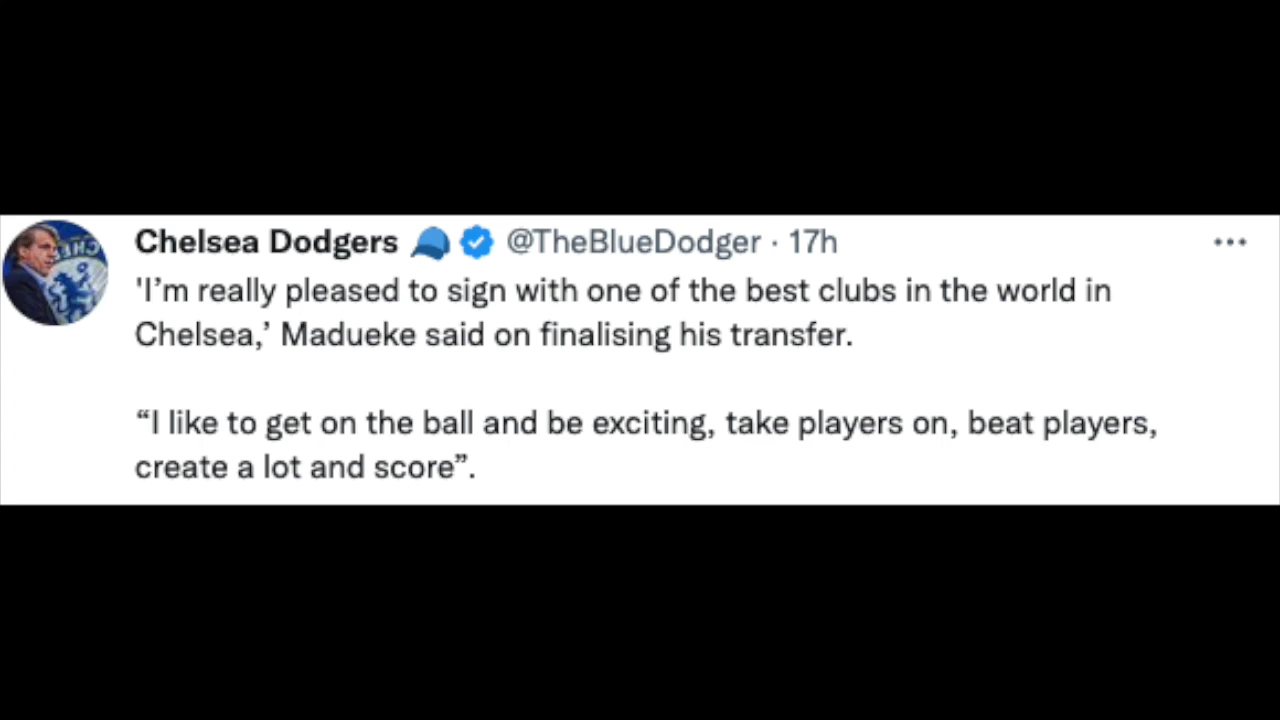 Chelsea Dodgers 🧢 @TheBlueDodger · 17h
'I’m really pleased to sign with one of the best clubs in the world in
Chelsea,’ Madueke said on finalising his transfer.
“I like to get on the ball and be exciting, take players on, beat players,
create a lot and score”.